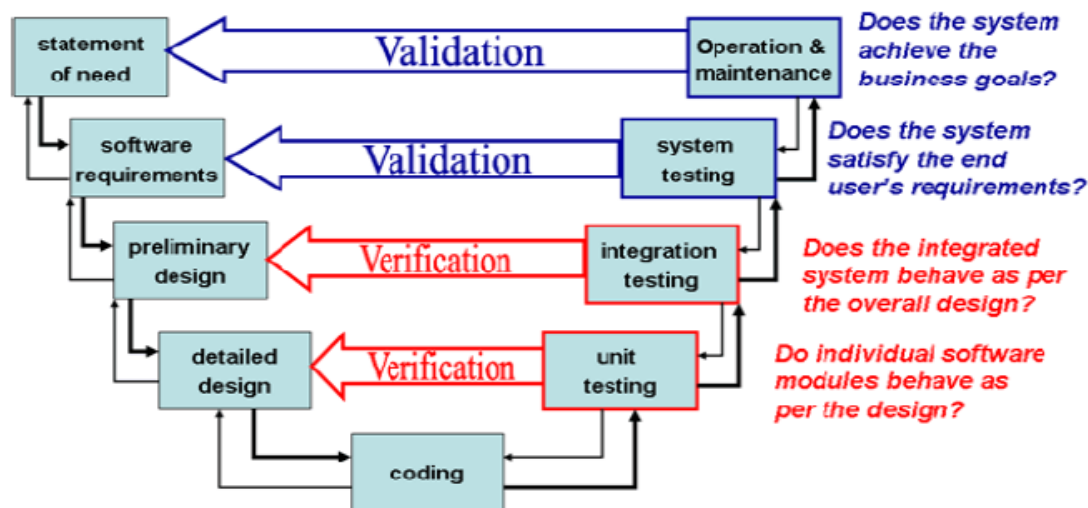 statement
of need
Validation
Operation &
maintenance
Does the system
achieve the
business goals?
software
requirements
Validation
system
testing
Does the system
satisfy the end
user's requirements?
preliminary
design
Verification
integration
testing
Does the integrated
system behave as per
the overall design?
detailed
design
Verification
unit
testing
Do individual software
modules behave as
per the design?
coding